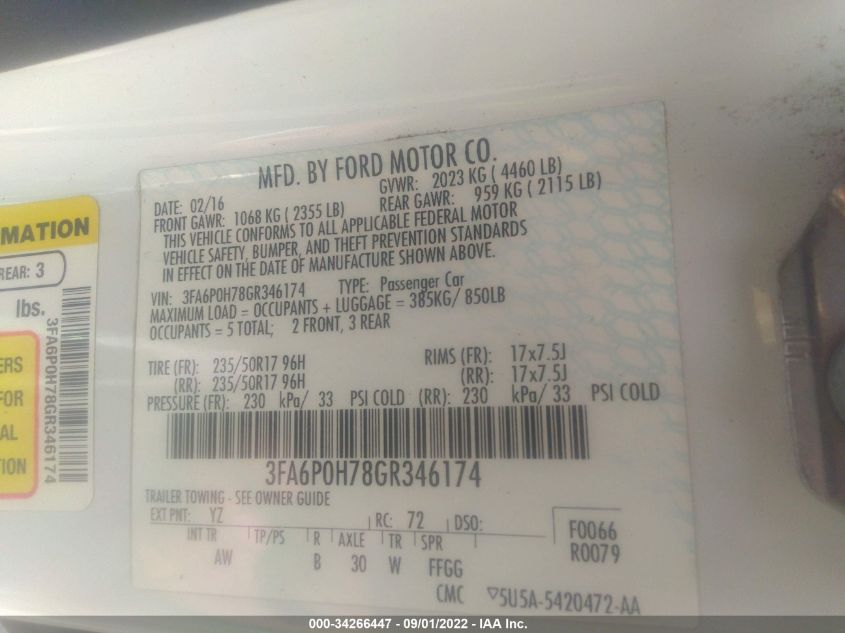 MATION
REAR: 3
lbs.
ERS
FOR
AL
TION
3FA6P0H78GR346174
MFD. BY FORD MOTOR CO.
DATE: 02/16 GVWR: 2023 KG ( 4460 LB)
FRONT GAWR: 1068 KG ( 2355 LB) REAR GAWR: 959 KG ( 2115 LB)
THIS VEHICLE CONFORMS TO ALL APPLICABLE FEDERAL MOTOR
VEHICLE SAFETY, BUMPER, AND THEFT PREVENTION STANDARDS
IN EFFECT ON THE DATE OF MANUFACTURE SHOWN ABOVE.
VIN: 3FA6P0H78GR346174 TYPE: Passenger Car
MAXIMUM LOAD = OCCUPANTS + LUGGAGE = 385KG/ 850LB
OCCUPANTS = 5 TOTAL; 2 FRONT, 3 REAR
TIRE (FR): 235/50R17 96H RIMS (FR): 17x7.5J
(RR): 235/50R17 96H (RR): 17x7.5J
PRESSURE (FR): 230 kPa/ 33 PSI COLD (RR): 230 kPa/ 33 PSI COLD
3FA6P0H78GR346174
TRAILER TOWING - SEE OWNER GUIDE
EXT PNT: YZ RC: 72 DSO:
INT TR TP/PS R AXLE TR SPR
AW B 30 W FFGG
F0066
R0079
CMC ▽5U5A-5420472-AA
000-34266447 - 09/01/2022 - IAA Inc.